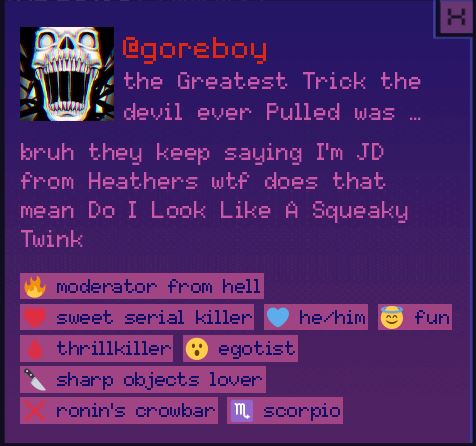 @goreboy
the Greatest Trick the
devil ever Pulled was …
bruh they keep saying I'm JD
from Heathers wtf does that
mean Do I Look Like A Squeaky
Twink
🔥 moderator from hell
❤️ sweet serial killer 💙 he/him 😇 fun
🩸 thrillkiller 😮 egotist
🔪 sharp objects lover
❌ ronin's crowbar ♏ scorpio